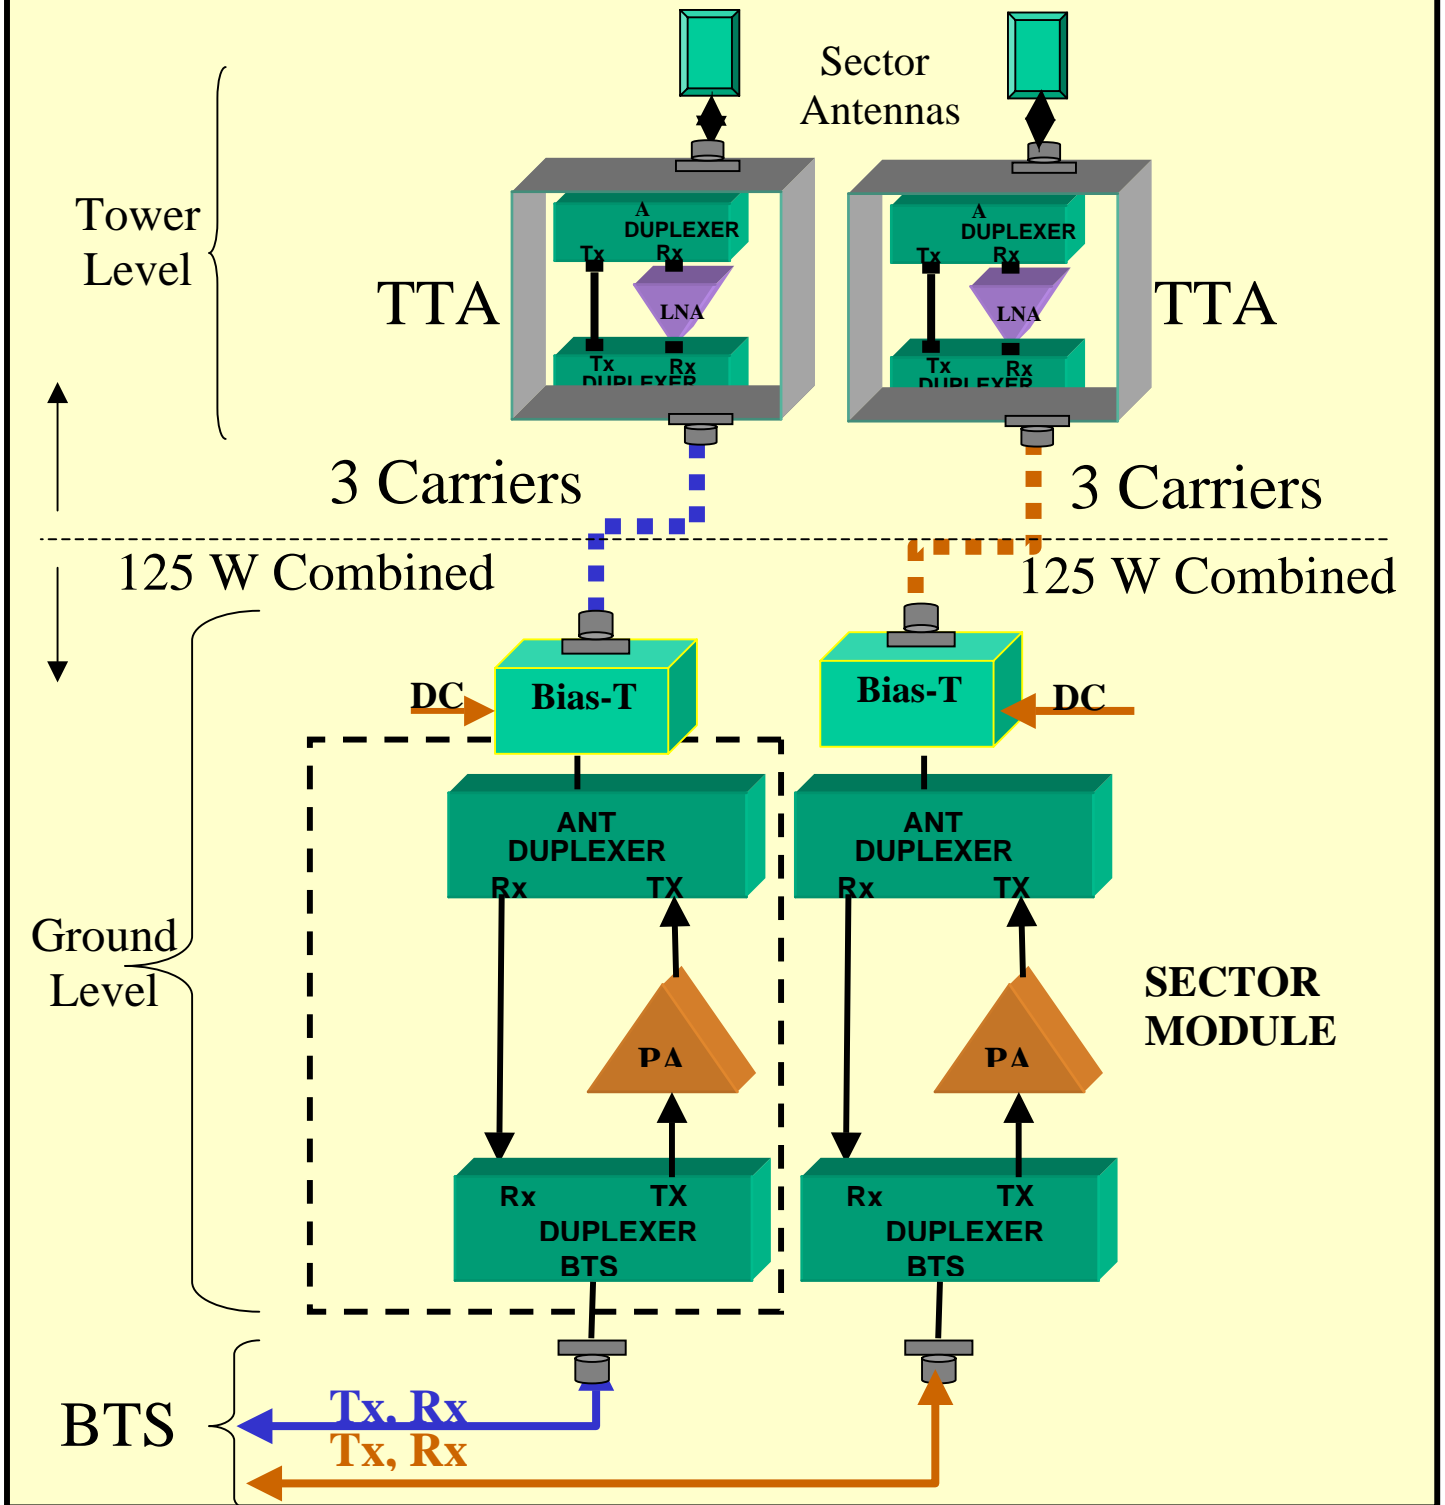 Sector
Antennas
Tower
Level
TTA
A
DUPLEXER
Tx Rx
LNA
Tx Rx
DUPLEXER
A
DUPLEXER
Tx Rx
LNA
Tx Rx
DUPLEXER
TTA
3 Carriers
3 Carriers
125 W Combined
125 W Combined
DC
Bias-T
Bias-T
DC
ANT
DUPLEXER
Rx TX
ANT
DUPLEXER
Rx TX
Ground
Level
PA
PA
SECTOR
MODULE
Rx TX
DUPLEXER
BTS
Rx TX
DUPLEXER
BTS
BTS
Tx, Rx
Tx, Rx